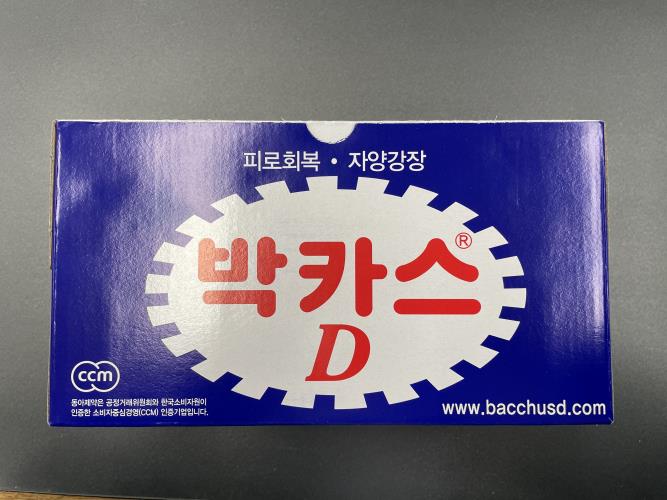 피로회복 • 자양강장
박카스®
D
ccm
동아제약은 공정거래위원회와 한국소비자원이
인증한 소비자중심경영(CCM) 인증기업입니다.
www.bacchusd.com